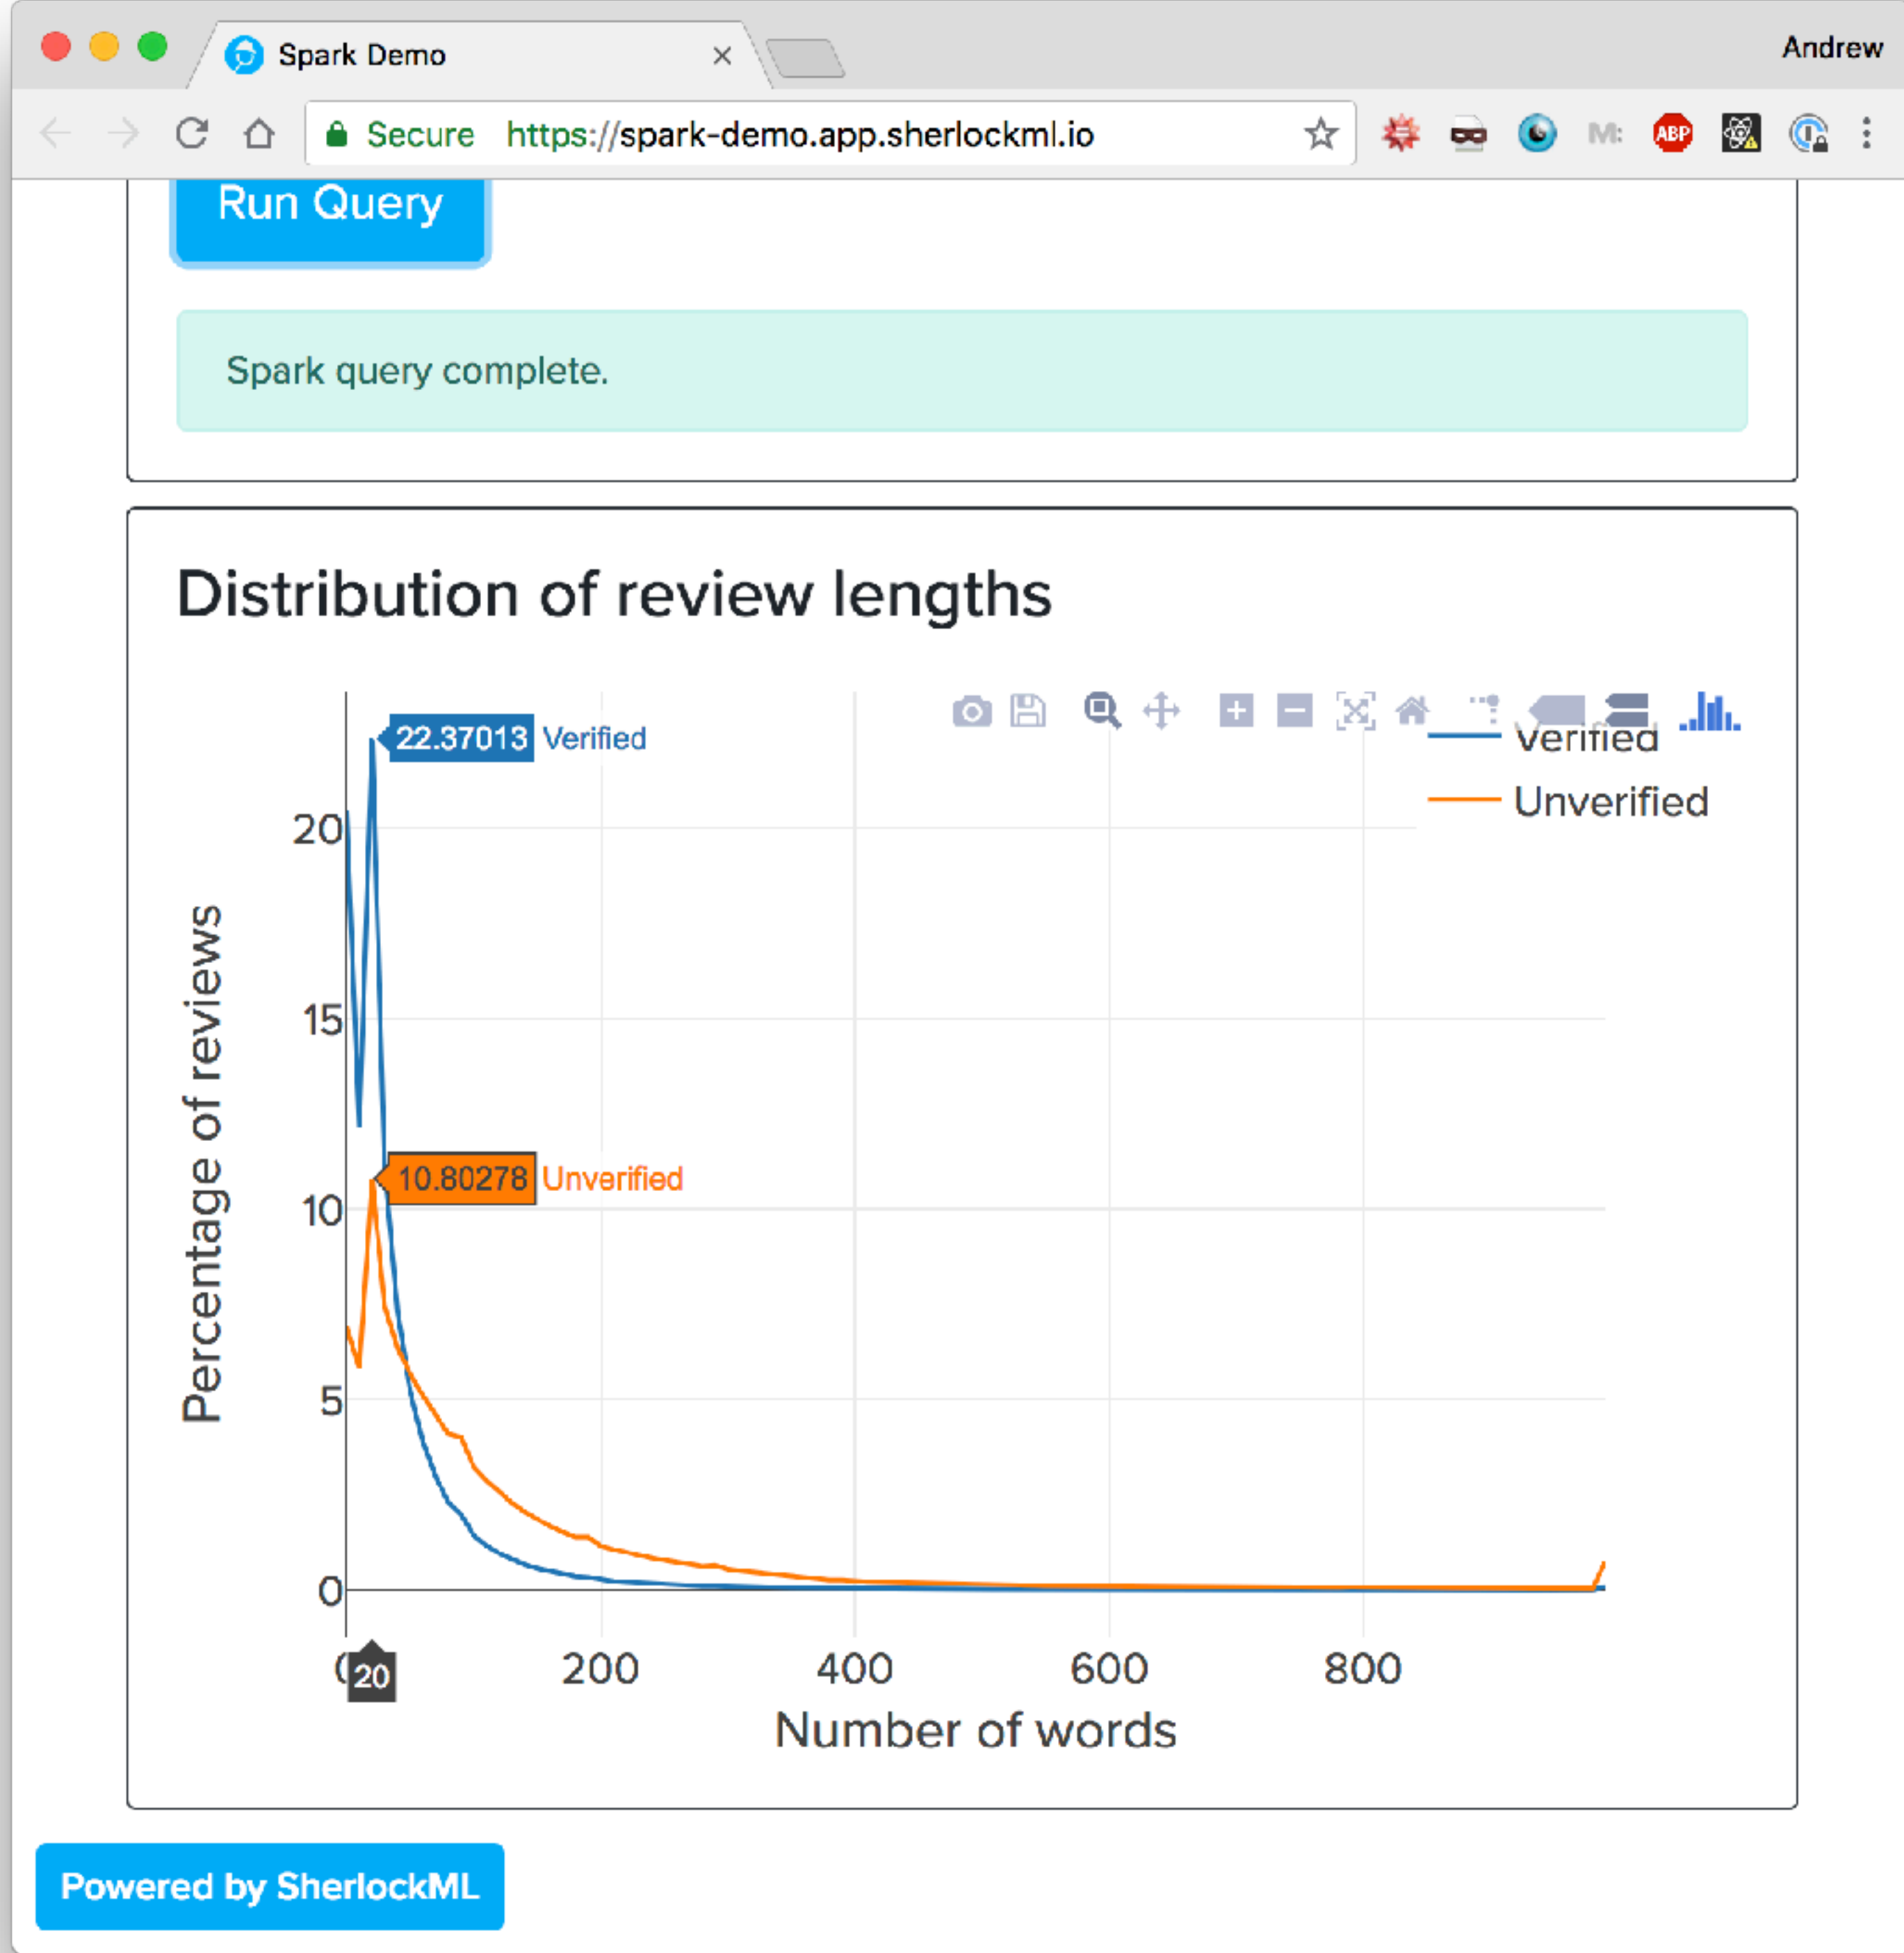 Spark Demo
Andrew
Secure https://spark-demo.app.sherlockml.io
M:
ABP
Run Query
Spark query complete.
Distribution of review lengths
22.37013 Verified
Verified
Unverified
20
15
10.80278 Unverified
10
5
0
Percentage of reviews
20
200
400
600
800
Number of words
Powered by SherlockML